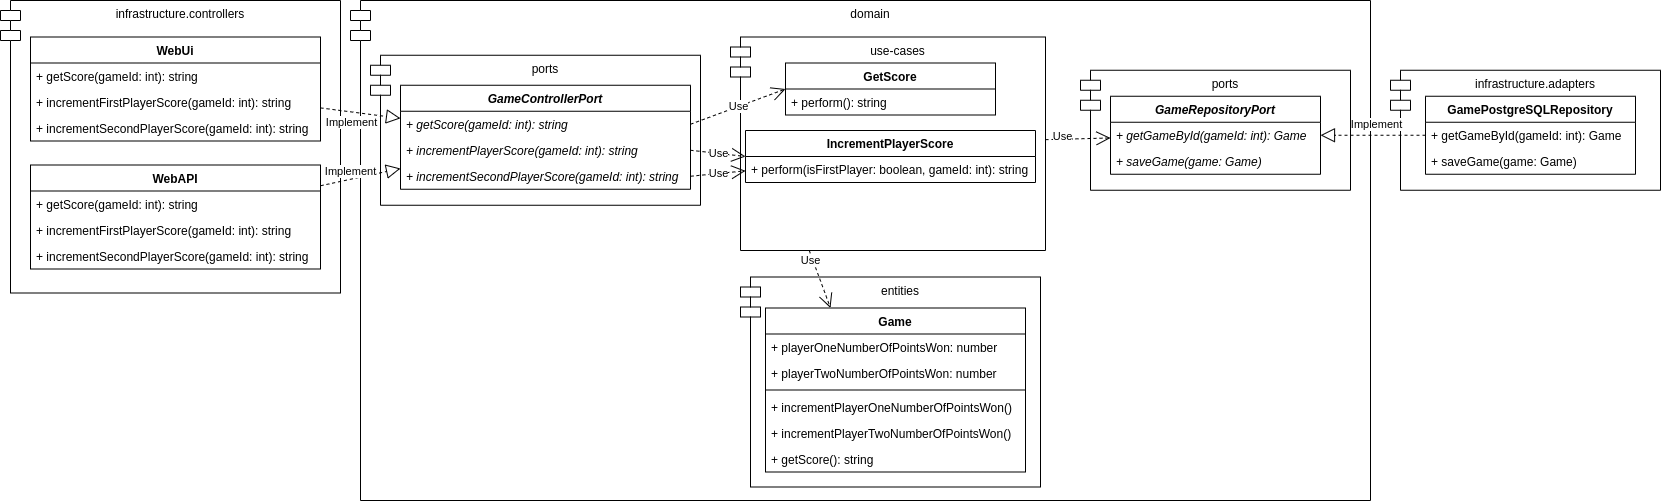 infrastructure.controllers
WebUi
+ getScore(gameId: int): string
+ incrementFirstPlayerScore(gameId: int): string
+ incrementSecondPlayerScore(gameId: int): string
WebAPI
+ getScore(gameId: int): string
+ incrementFirstPlayerScore(gameId: int): string
+ incrementSecondPlayerScore(gameId: int): string
Implement
Implement
domain
ports
GameControllerPort
+ getScore(gameId: int): string
+ incrementPlayerScore(gameId: int): string
+ incrementSecondPlayerScore(gameId: int): string
Use
Use
Use
use-cases
GetScore
+ perform(): string
IncrementPlayerScore
+ perform(isFirstPlayer: boolean, gameId: int): string
Use
Use
entities
Game
+ playerOneNumberOfPointsWon: number
+ playerTwoNumberOfPointsWon: number
+ incrementPlayerOneNumberOfPointsWon()
+ incrementPlayerTwoNumberOfPointsWon()
+ getScore(): string
ports
GameRepositoryPort
+ getGameById(gameId: int): Game
+ saveGame(game: Game)
Implement
infrastructure.adapters
GamePostgreSQLRepository
+ getGameById(gameId: int): Game
+ saveGame(game: Game)